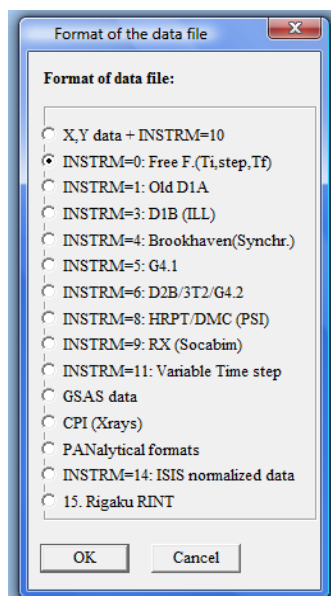 Format of the data file
Format of data file:
X,Y data + INSTRM=10
INSTRM=0: Free F.(Ti,step,Tf)
INSTRM=1: Old D1A
INSTRM=3: D1B (ILL)
INSTRM=4: Brookhaven(Synchr.)
INSTRM=5: G4.1
INSTRM=6: D2B/3T2/G4.2
INSTRM=8: HRPT/DMC (PSI)
INSTRM=9: RX (Socabim)
INSTRM=11: Variable Time step
GSAS data
CPI (Xrays)
PANalytical formats
INSTRM=14: ISIS normalized data
15. Rigaku RINT
OK Cancel